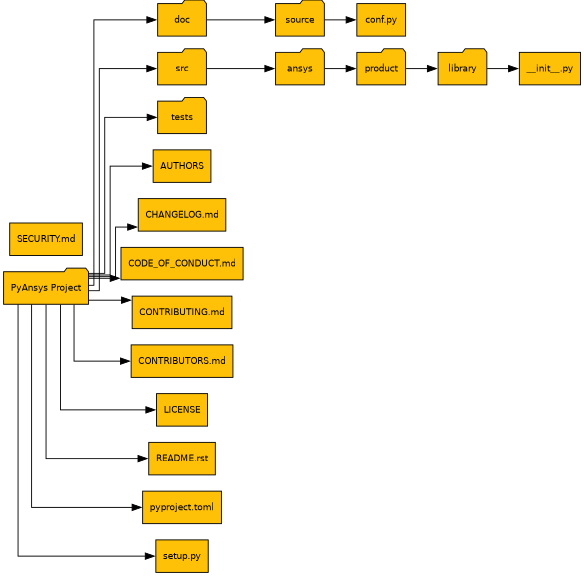 doc
source
conf.py
src
ansys
product
library
__init__.py
tests
AUTHORS
CHANGELOG.md
SECURITY.md
CODE_OF_CONDUCT.md
PyAnsys Project
CONTRIBUTING.md
CONTRIBUTORS.md
LICENSE
README.rst
pyproject.toml
setup.py